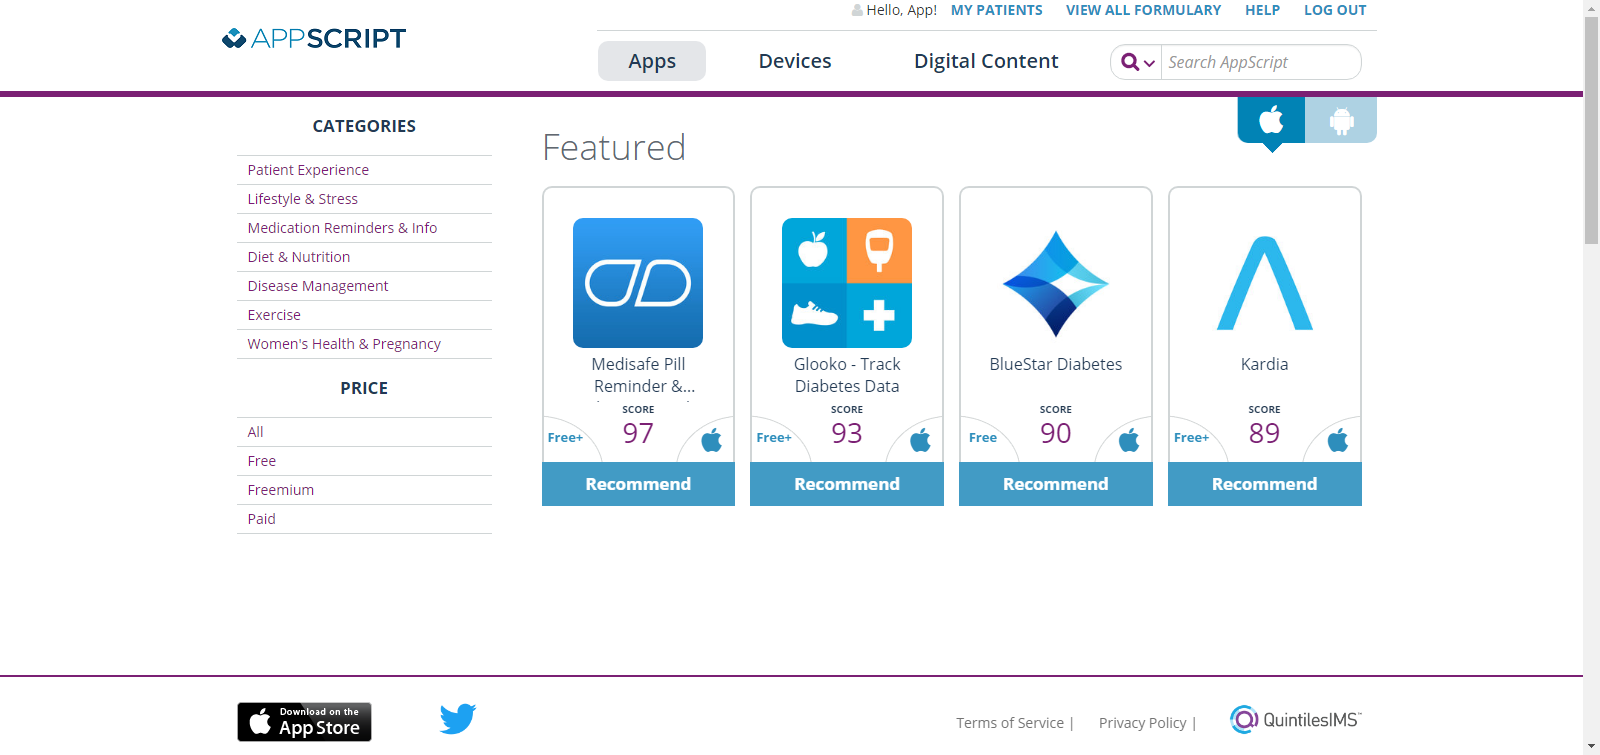 Hello, App! MY PATIENTS VIEW ALL FORMULARY HELP LOG OUT
APPSCRIPT
Apps Devices Digital Content Search AppScript
CATEGORIES
Patient Experience
Lifestyle & Stress
Medication Reminders & Info
Diet & Nutrition
Disease Management
Exercise
Women's Health & Pregnancy
PRICE
All
Free
Freemium
Paid
Featured
Medisafe Pill
Reminder &...
SCORE
Free+ 97
Recommend
Glooko - Track
Diabetes Data
SCORE
Free+ 93
Recommend
BlueStar Diabetes
SCORE
Free 90
Recommend
Kardia
SCORE
Free+ 89
Recommend
Download on the
App Store
Terms of Service | Privacy Policy | QuintilesIMS™